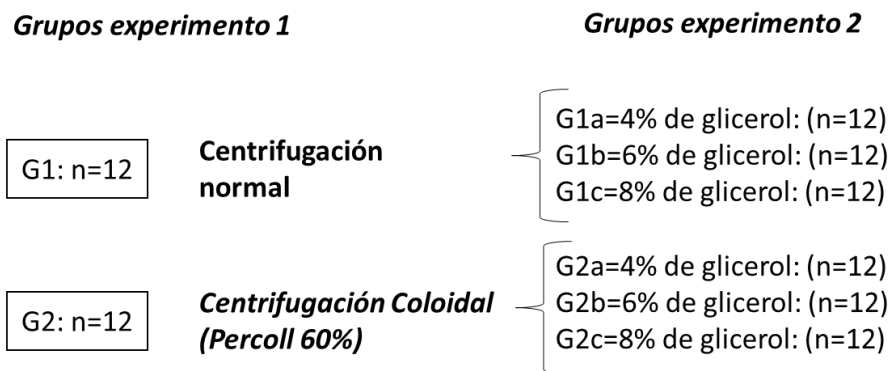 Grupos experimento 1
Grupos experimento 2
G1: n=12
Centrifugación
normal
G1a=4% de glicerol: (n=12)
G1b=6% de glicerol: (n=12)
G1c=8% de glicerol: (n=12)
G2: n=12
Centrifugación Coloidal
(Percoll 60%)
G2a=4% de glicerol: (n=12)
G2b=6% de glicerol: (n=12)
G2c=8% de glicerol: (n=12)